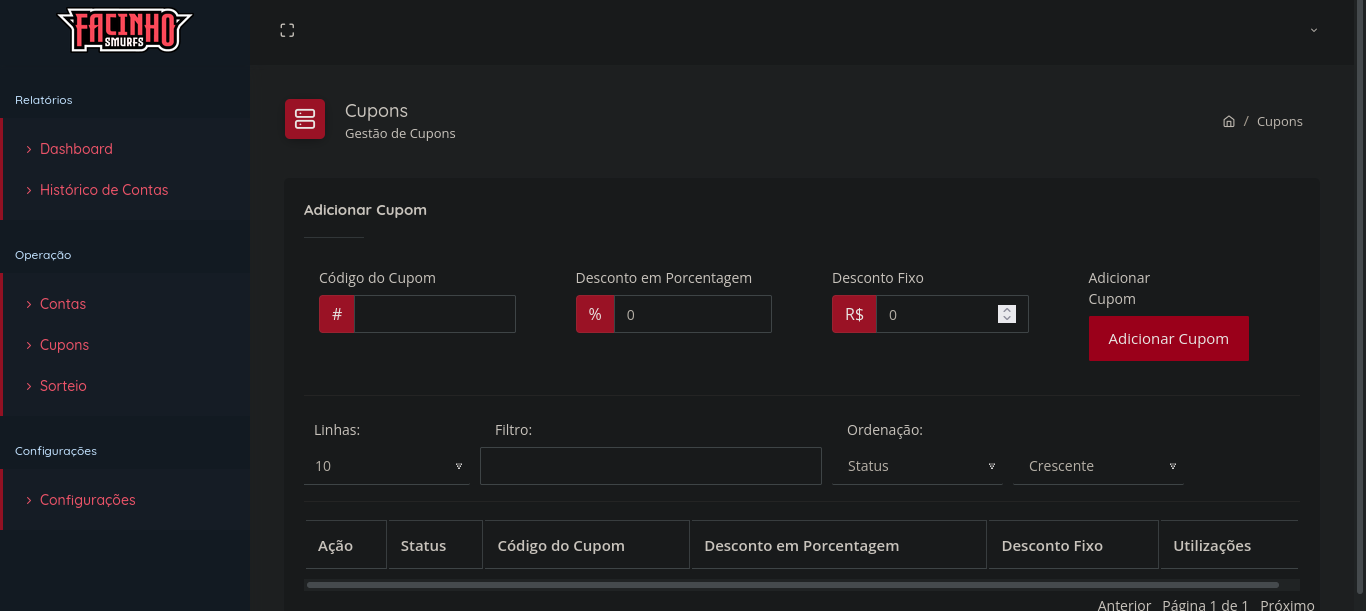 FACINHO
SMURFS
Relatórios
Dashboard
Histórico de Contas
Operação
Contas
Cupons
Sorteio
Configurações
Configurações
Cupons
Gestão de Cupons
/ Cupons
Adicionar Cupom
Código do Cupom
#
Desconto em Porcentagem
% 0
Desconto Fixo
R$ 0
Adicionar
Cupom
Adicionar Cupom
Linhas:
10
Filtro:
Ordenação:
Status
Crescente
Ação Status Código do Cupom Desconto em Porcentagem Desconto Fixo Utilizações
Anterior Página 1 de 1 Próximo